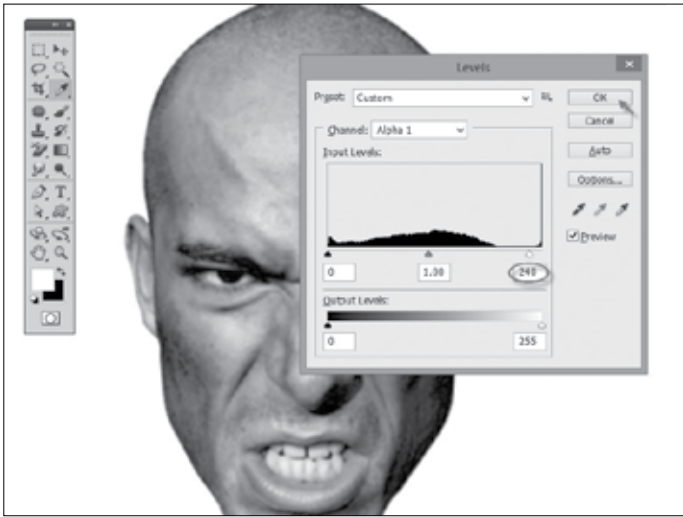 Levels
Preset: Custom
OK
Cancel
Channel: Alpha 1
Auto
Input Levels:
Options...
Preview
0 1.00 240
Output Levels:
0 255
T